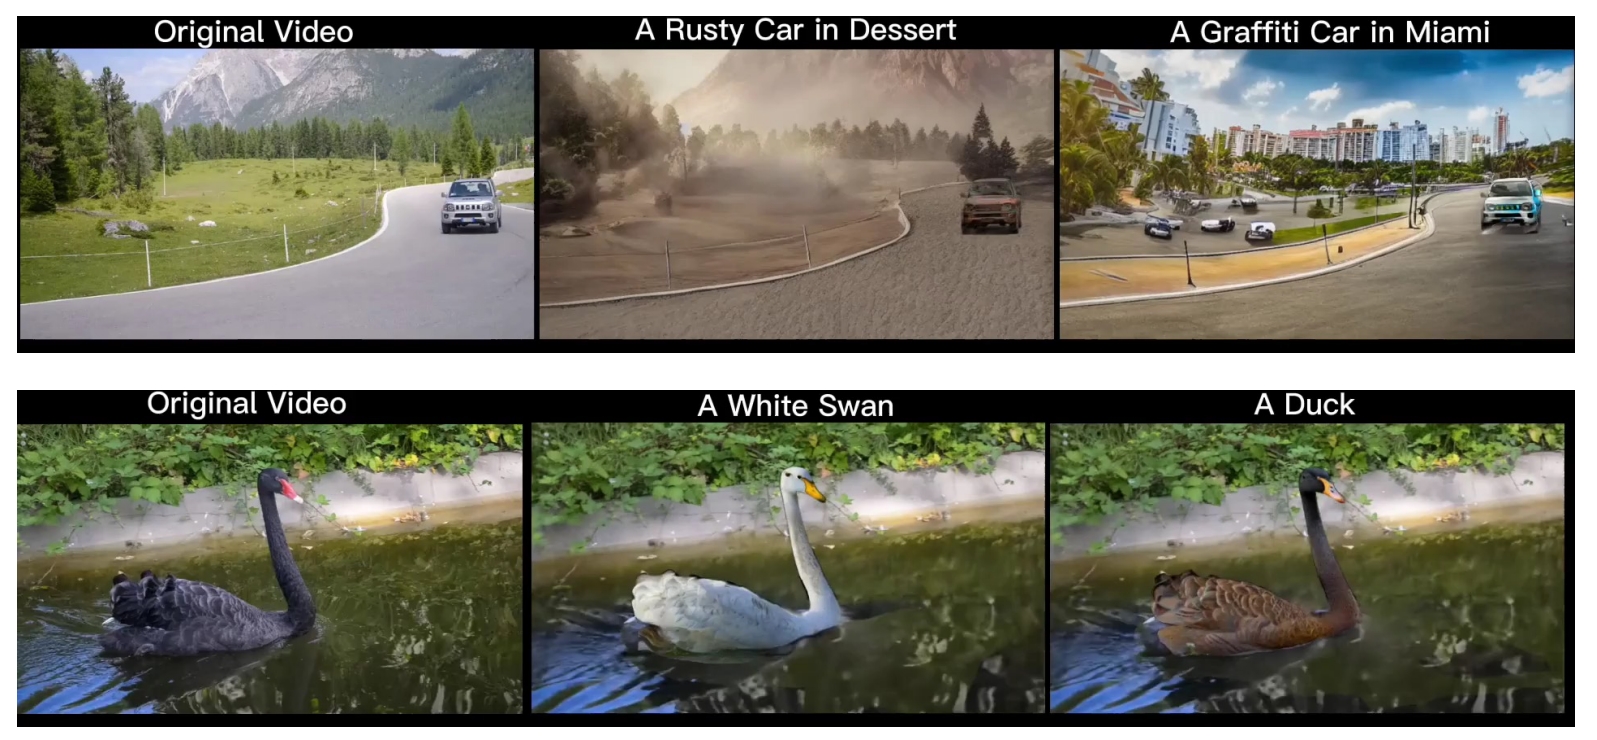 Original Video
A Rusty Car in Dessert
A Graffiti Car in Miami
Original Video
A White Swan
A Duck